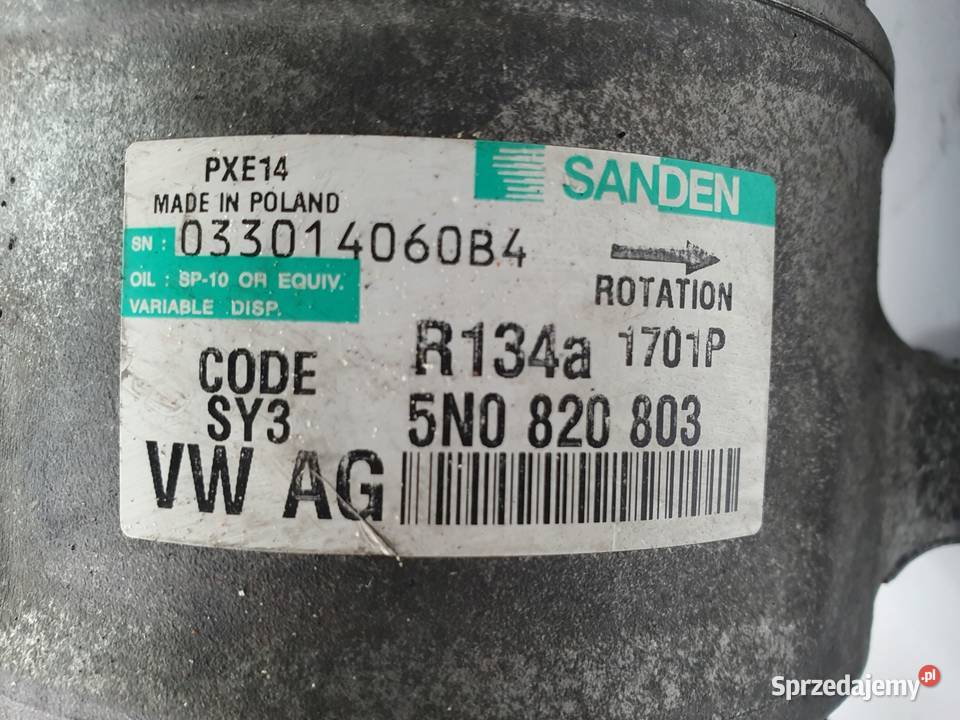 PXE14
MADE IN POLAND
SANDEN
SN : 033014060B4
OIL : SP-10 OR EQUIV.
VARIABLE DISP.
ROTATION
R134a 1701P
CODE
SY3
5N0 820 803
VW AG
Sprzedajemy.pl